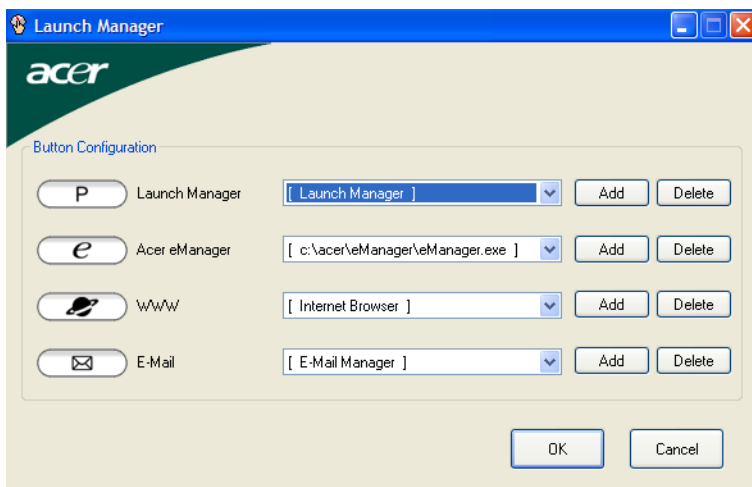 Launch Manager
acer
Button Configuration
P Launch Manager [ Launch Manager ] Add Delete
e Acer eManager [ c:\acer\eManager\eManager.exe ] Add Delete
WWW [ Internet Browser ] Add Delete
E-Mail [ E-Mail Manager ] Add Delete
OK Cancel